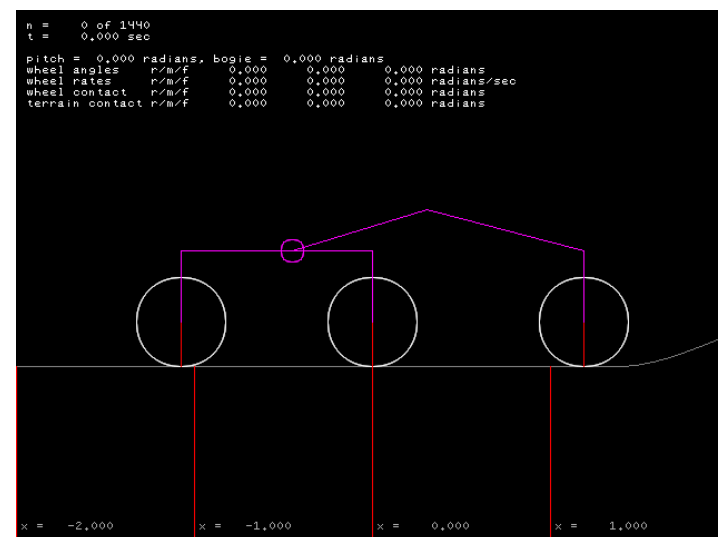 n =    0 of 1440
t =    0.000 sec
pitch = 0.000 radians, bogie = 0.000 radians
wheel angles r/m/f 0.000 0.000 0.000 radians
wheel rates r/m/f 0.000 0.000 0.000 radians/sec
wheel contact r/m/f 0.000 0.000 0.000 radians
terrain contact r/m/f 0.000 0.000 0.000 radians
x = -2.000 x = -1.000 x = 0.000 x = 1.000